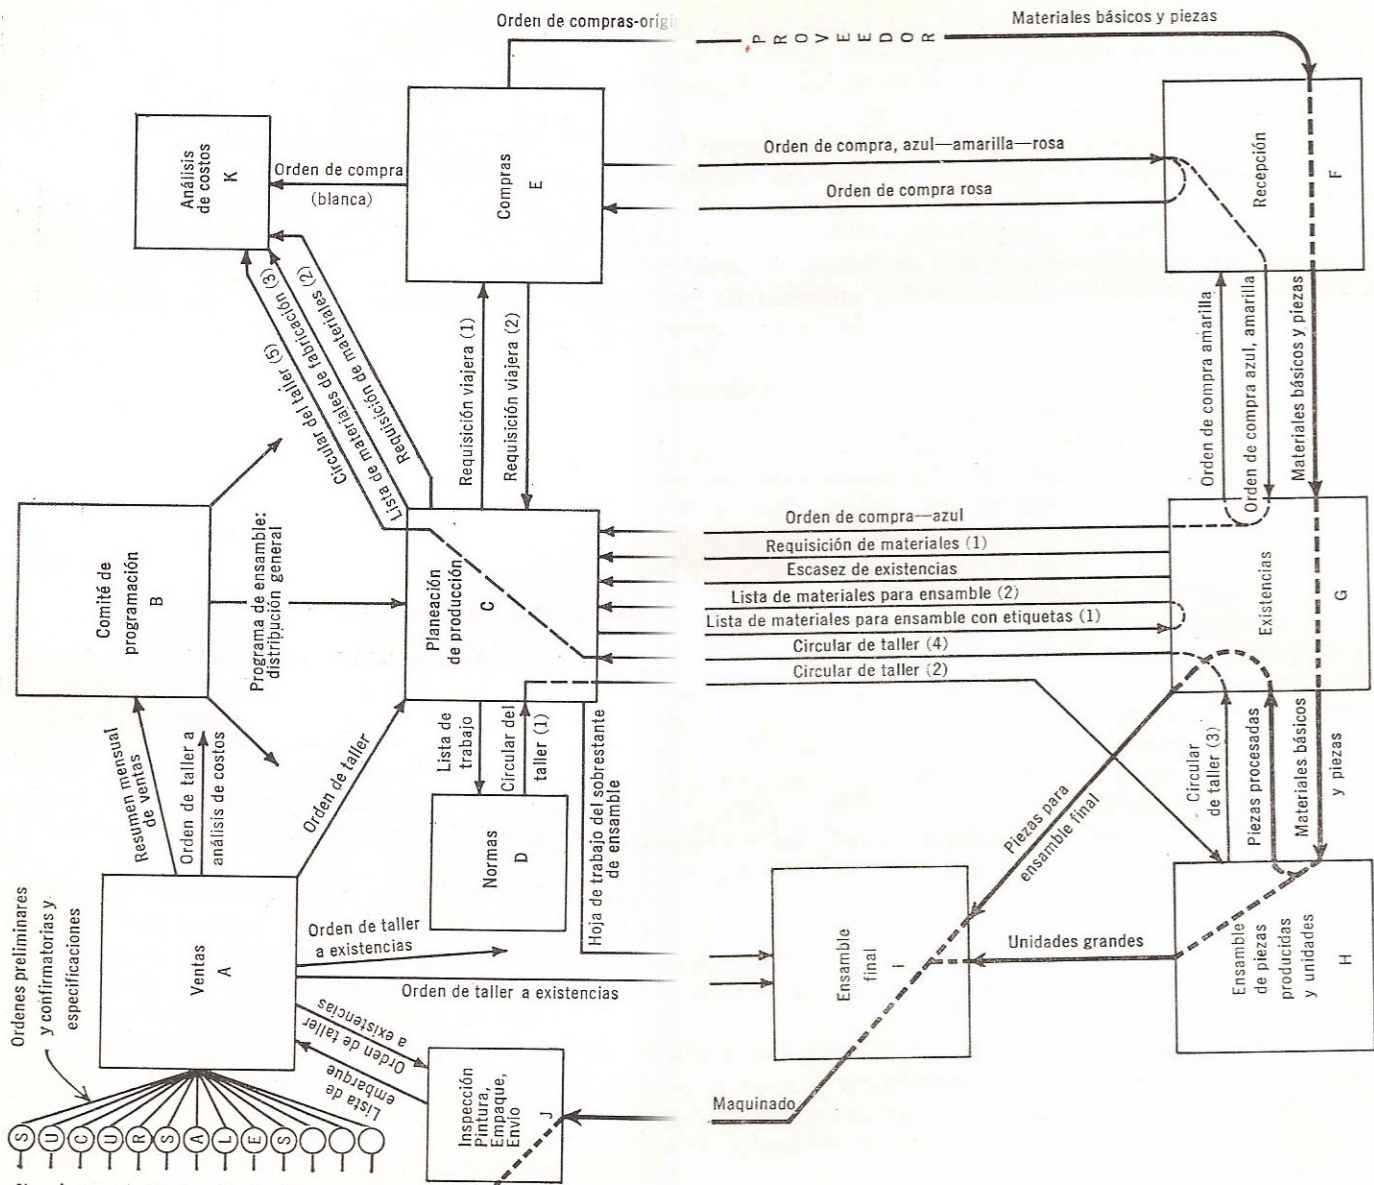 Orden de compras-origi
PROVEEDOR
Materiales básicos y piezas
Análisis
de costos
K
Orden de compra
(blanca)
Compras
E
Orden de compra, azul—amarilla—rosa
Orden de compra rosa
Recepción
F
Circular del taller (5)
Lista de materiales de fabricación (3)
Requisición de materiales (2)
Requisición viajera (1)
Requisición viajera (2)
Orden de compra amarilla
Orden de compra azul, amarilla
Materiales básicos y piezas
Comité de
programación
B
Programa de ensamble:
distribución general
Planeación
de producción
C
Orden de compra—azul
Requisición de materiales (1)
Escasez de existencias
Lista de materiales para ensamble (2)
Lista de materiales para ensamble con etiquetas (1)
Circular de taller (4)
Circular de taller (2)
Existencias
G
Resumen mensual
de ventas
Orden de taller a
análisis de costos
Orden de taller
Lista de
trabajo
Circular del
taller (1)
Hoja de trabajo del sobrestante
de ensamble
Normas
D
Piezas para
ensamble final
Circular
de taller (3)
Piezas procesadas
Materiales básicos
y piezas
Ordenes preliminares
y confirmatorias y
especificaciones
Ventas
A
Orden de taller
a existencias
Orden de taller a existencias
Ensamble
final
I
Unidades grandes
Ensamble
de piezas
producidas
y unidades
H
Orden de taller
a existencias
Lista de
embarque
SUCURSALES
Inspección
Pintura,
Empaque,
Envío
J
Maquinado